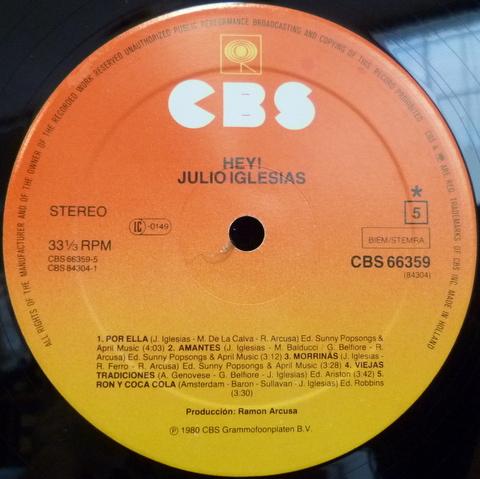 ALL RIGHTS OF THE MANUFACTURER AND OF THE OWNER OF THE RECORDED WORK RESERVED UNAUTHORIZED PUBLIC PERFORMANCE BROADCASTING AND COPYING OF THIS RECORD PROHIBITED
CBS & ARE REG. TRADEMARKS OF CBS INC. MADE IN HOLLAND
CBS
HEY!
JULIO IGLESIAS
STEREO
*
5
IC -0149
33⅓ RPM
BIEM/STEMRA
CBS 66359-5
CBS 66359
CBS 84304-1
(84304)
1. POR ELLA (J. Iglesias - M. De La Calva - R. Arcusa) Ed. Sunny Popsongs &
April Music (4:03) 2. AMANTES (J. Iglesias - M. Balducci / G. Belfiore - R.
Arcusa) Ed. Sunny Popsongs & April Music (3:12) 3. MORRIÑAS (J. Iglesias -
R. Ferro - R. Arcusa) Ed. Sunny Popsongs & April Music (3:28) 4. VIEJAS
TRADICIONES (A. Genovese - G. Belfiore - J. Iglesias) Ed. Ariston (3:42) 5.
RON Y COCA COLA (Amsterdam - Baron - Sullavan - J. Iglesias) Ed. Robbins
(3:30)
Producción: Ramon Arcusa
℗ 1980 CBS Grammofoonplaten B.V.